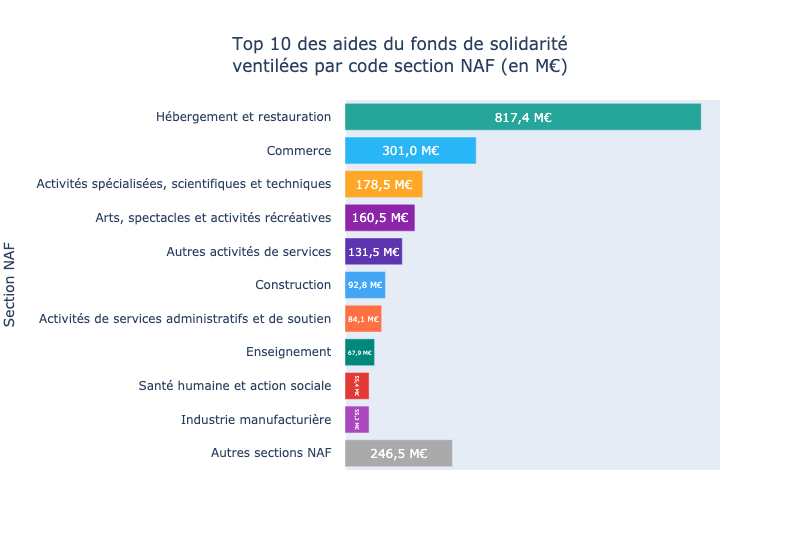 Top 10 des aides du fonds de solidarité
ventilées par code section NAF (en M€)
Section NAF
Hébergement et restauration
817,4 M€
Commerce
301,0 M€
Activités spécialisées, scientifiques et techniques
178,5 M€
Arts, spectacles et activités récréatives
160,5 M€
Autres activités de services
131,5 M€
Construction
92,8 M€
Activités de services administratifs et de soutien
84,1 M€
Enseignement
67,9 M€
Santé humaine et action sociale
Industrie manufacturière
Autres sections NAF
246,5 M€